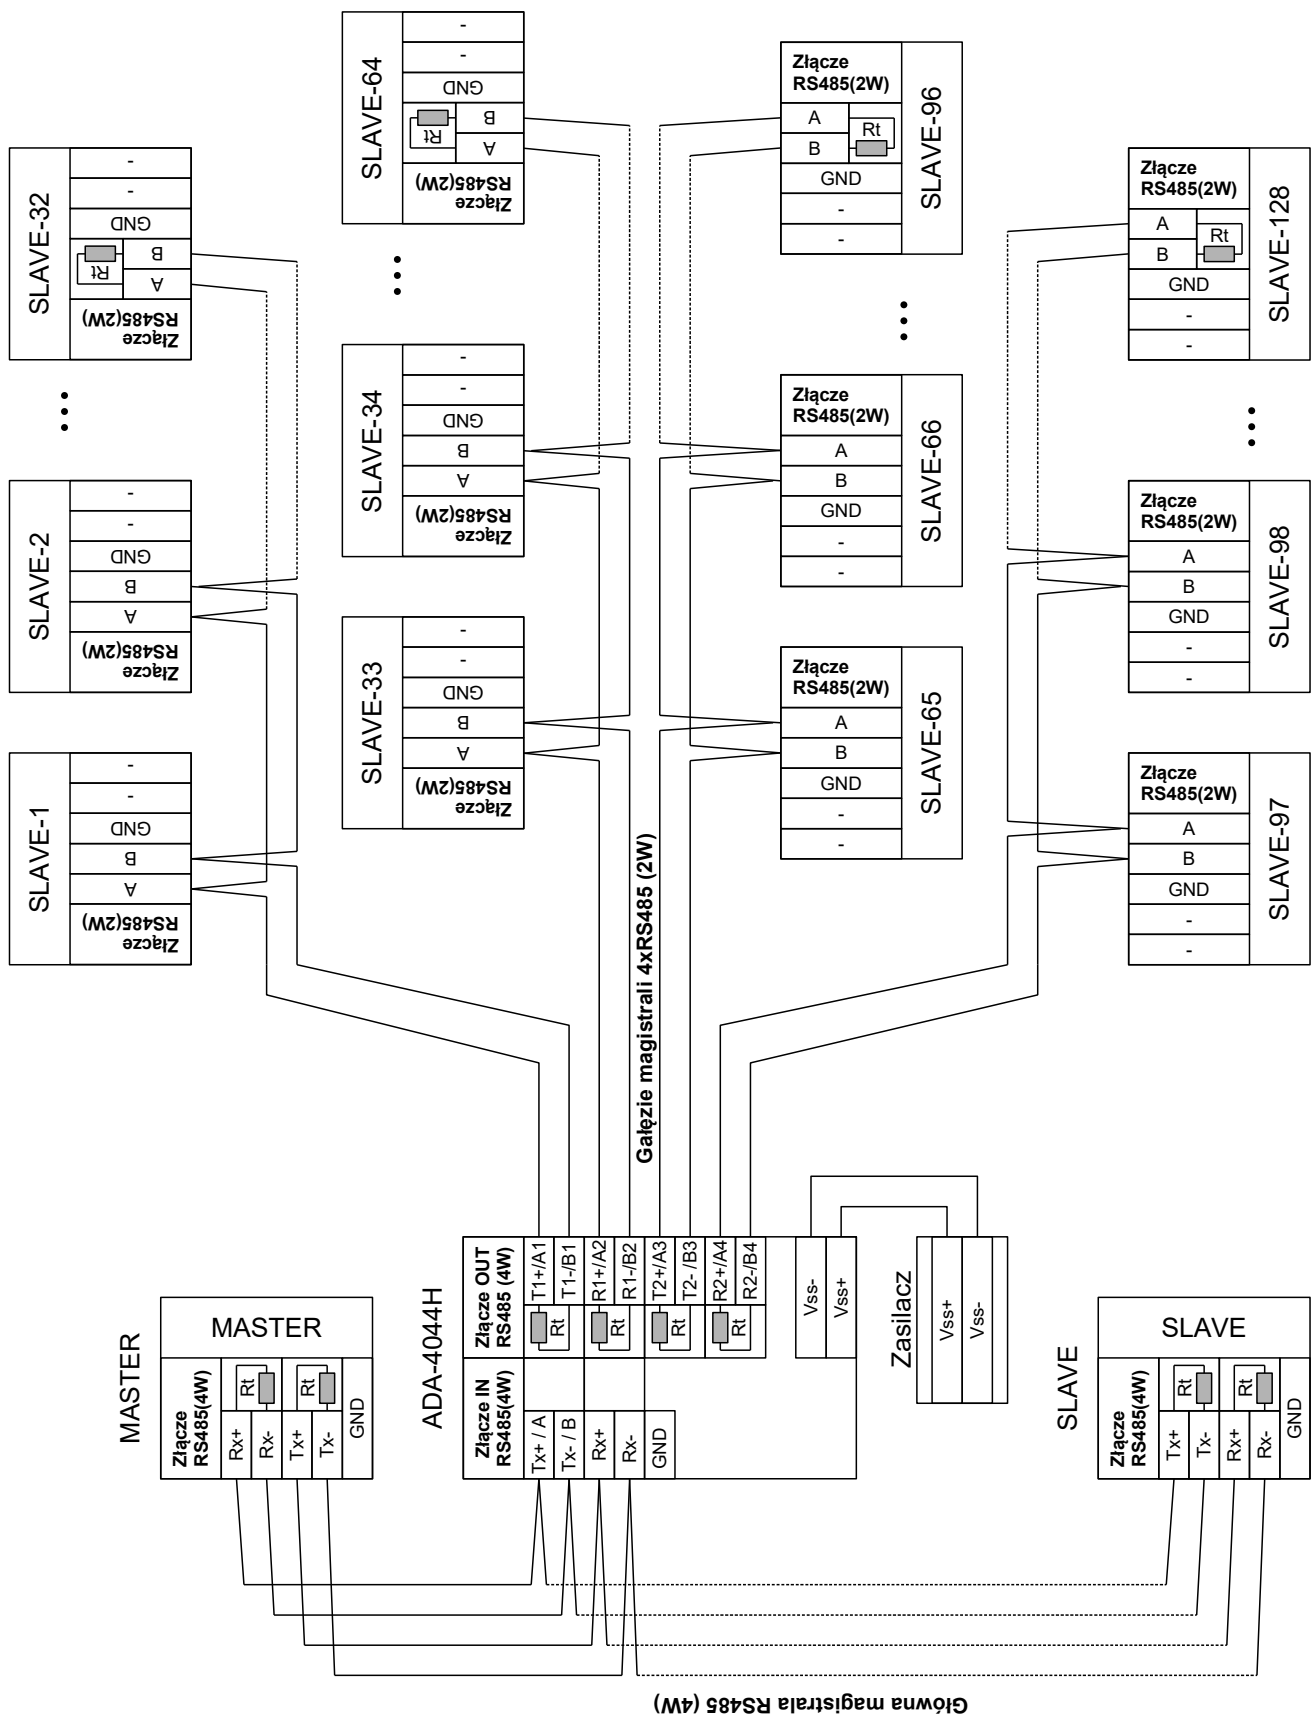 SLAVE-32
-
-
GND
B
A
Rt
Złącze
RS485(2W)
SLAVE-2
-
-
GND
B
A
Złącze
RS485(2W)
SLAVE-1
-
-
GND
B
A
Złącze
RS485(2W)
SLAVE-64
-
-
GND
B
A
Rt
Złącze
RS485(2W)
SLAVE-34
-
-
GND
B
A
Złącze
RS485(2W)
SLAVE-33
-
-
GND
B
A
Złącze
RS485(2W)
Złącze
RS485(2W)
A
B
Rt
GND
-
-
SLAVE-96
Złącze
RS485(2W)
A
B
GND
-
-
SLAVE-66
Złącze
RS485(2W)
A
B
GND
-
-
SLAVE-65
Złącze
RS485(2W)
A
B
Rt
GND
-
-
SLAVE-128
Złącze
RS485(2W)
A
B
GND
-
-
SLAVE-98
Złącze
RS485(2W)
A
B
GND
-
-
SLAVE-97
Gałęzie magistrali 4xRS485 (2W)
MASTER
MASTER
Złącze
RS485(4W)
Rx+
Rx-
Tx+
Tx-
GND
Rt
Rt
ADA-4044H
Złącze OUT
RS485 (4W)
T1+/A1
T1-/B1
R1+/A2
R1-/B2
T2+/A3
T2- /B3
R2+/A4
R2-/B4
Rt
Rt
Rt
Rt
Vss-
Vss+
Złącze IN
RS485(4W)
Tx+ / A
Tx- / B
Rx+
Rx-
GND
Zasilacz
Vss+
Vss-
SLAVE
SLAVE
Złącze
RS485(4W)
Tx+
Tx-
Rx+
Rx-
GND
Rt
Rt
Główna magistrala RS485 (4W)